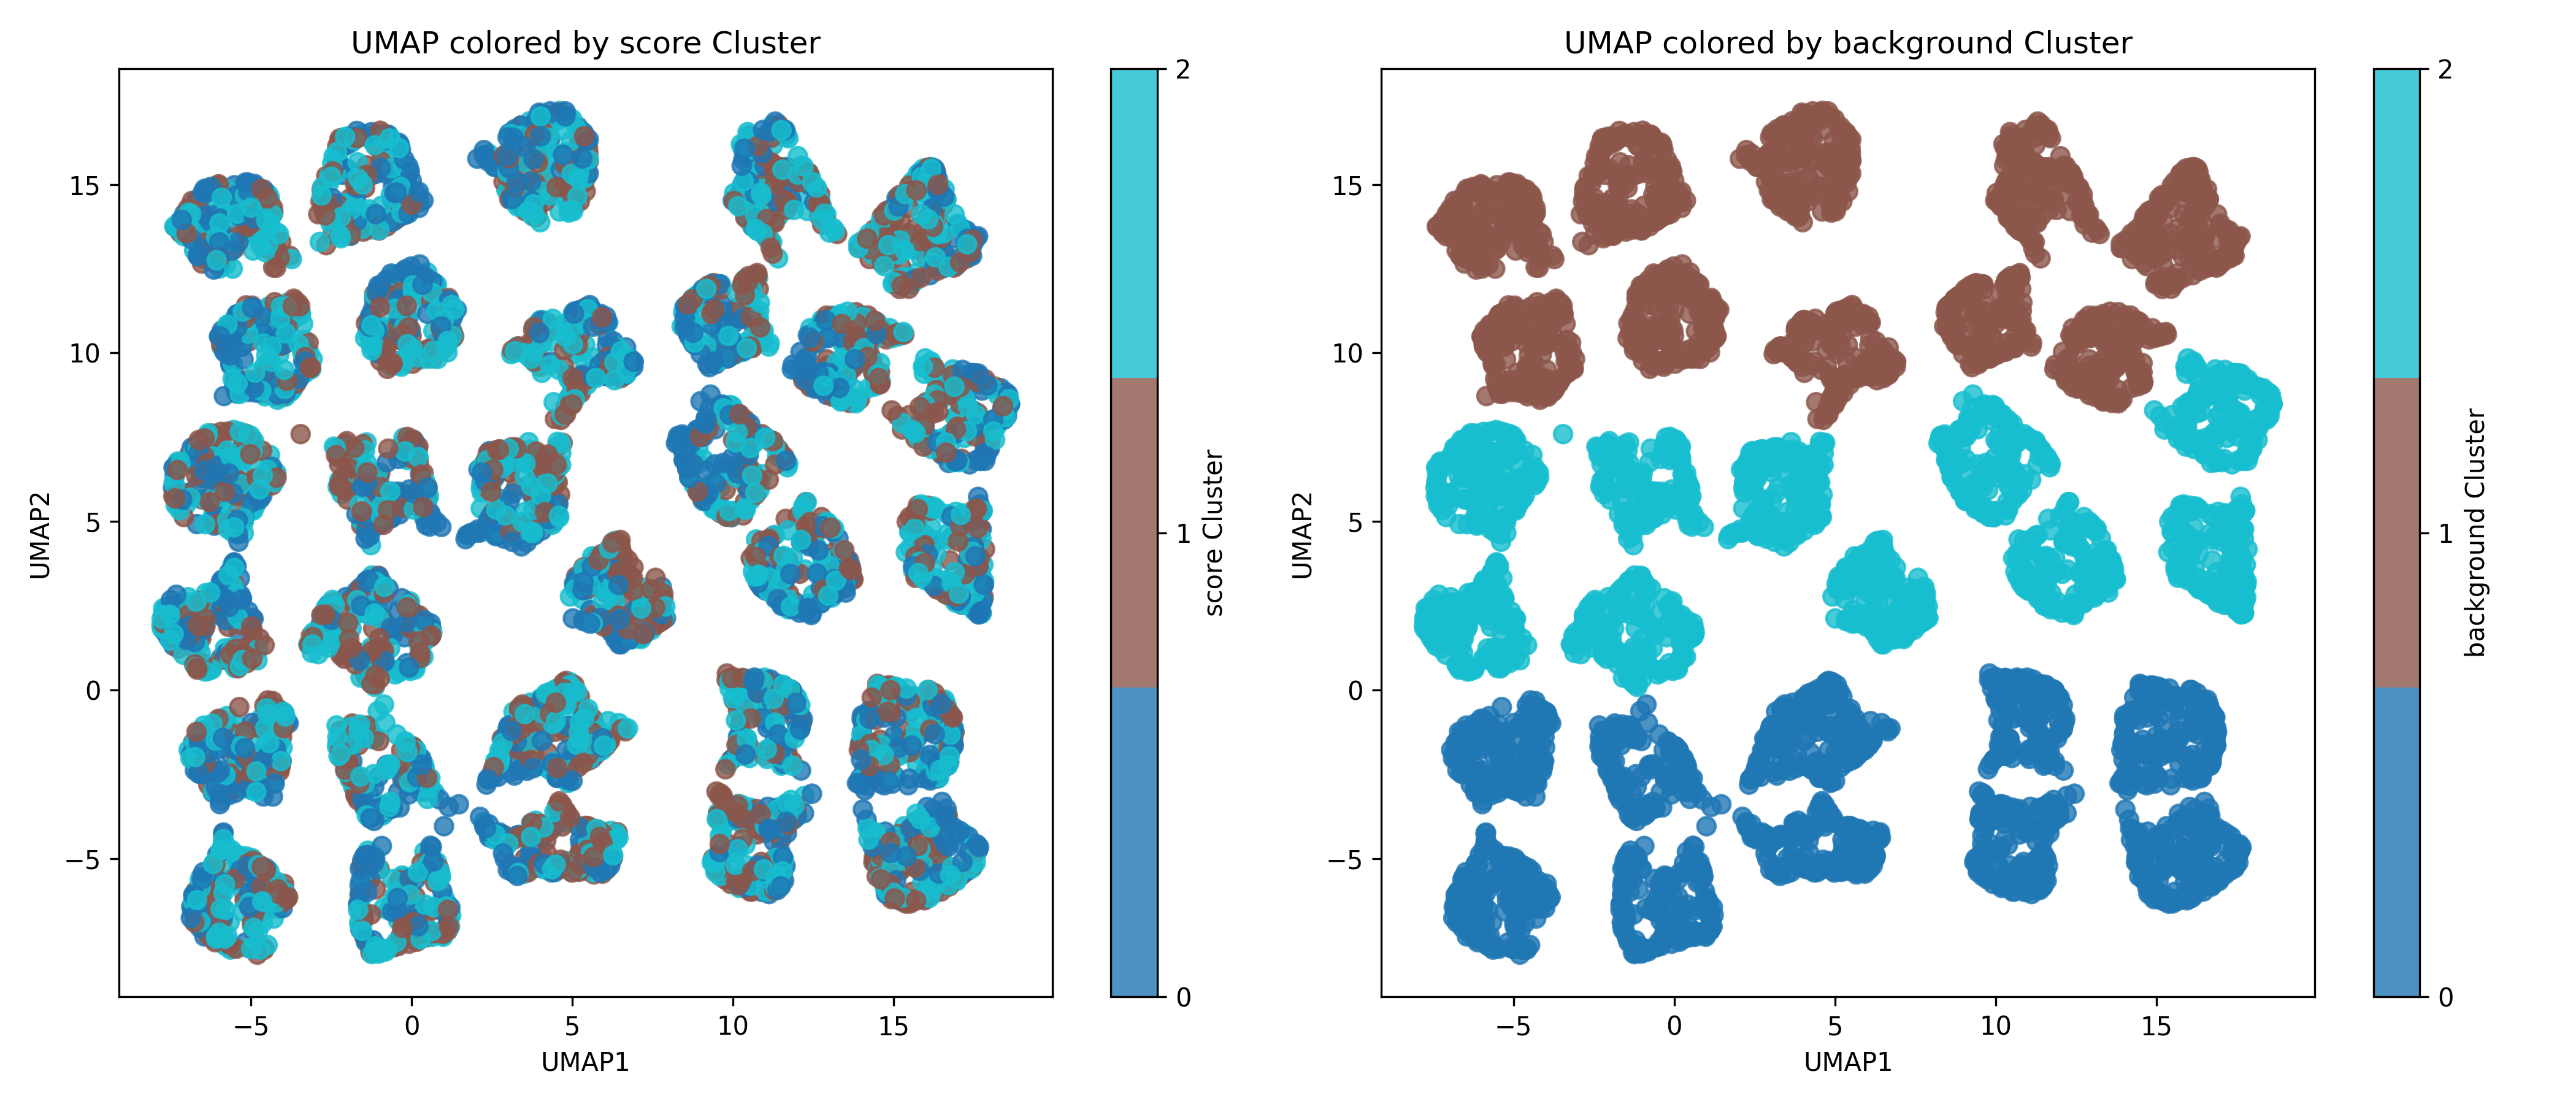 UMAP colored by score Cluster
UMAP2
15
10
5
0
−5
−5 0 5 10 15
UMAP1
2
1
0
score Cluster
UMAP colored by background Cluster
UMAP2
15
10
5
0
−5
−5 0 5 10 15
UMAP1
2
1
0
background Cluster